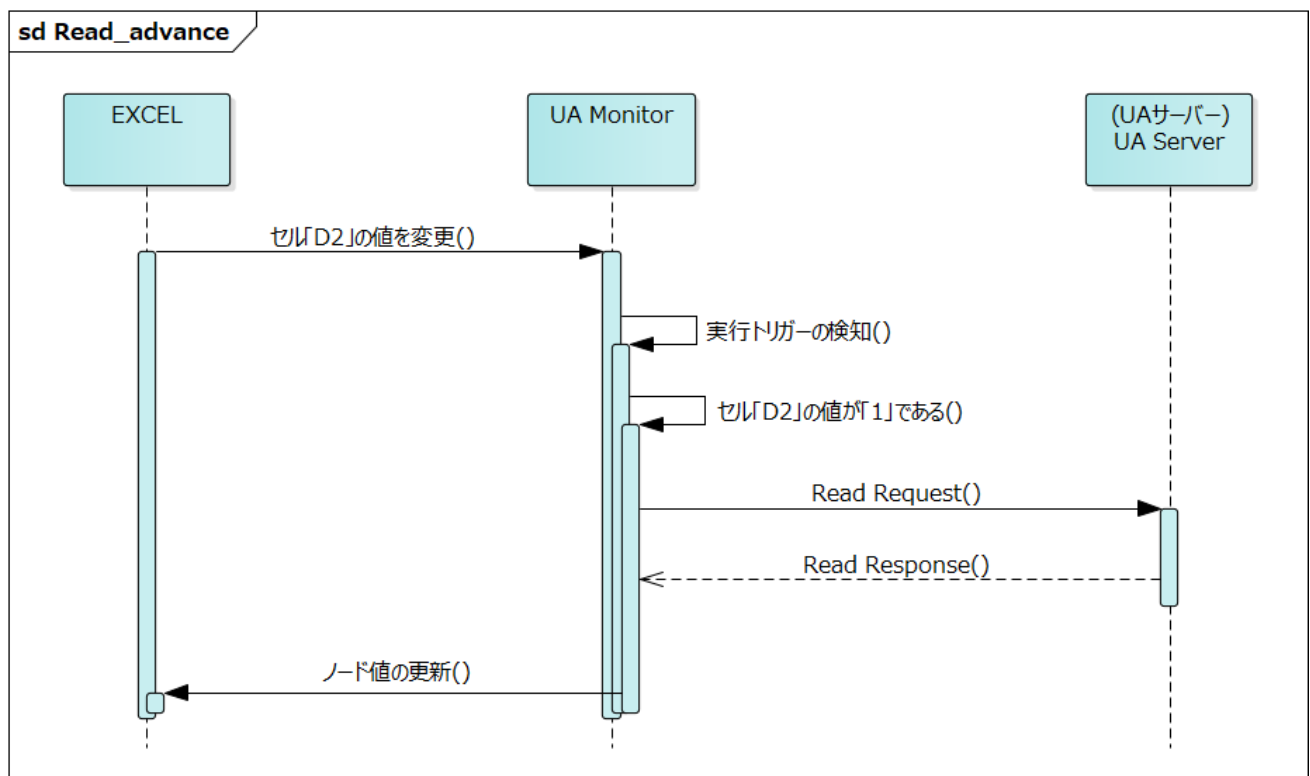 sd Read_advance
EXCEL
UA Monitor
(UAサーバー)
UA Server
セル「D2」の値を変更()
実行トリガーの検知()
セル「D2」の値が「1」である()
Read Request()
Read Response()
ノード値の更新()